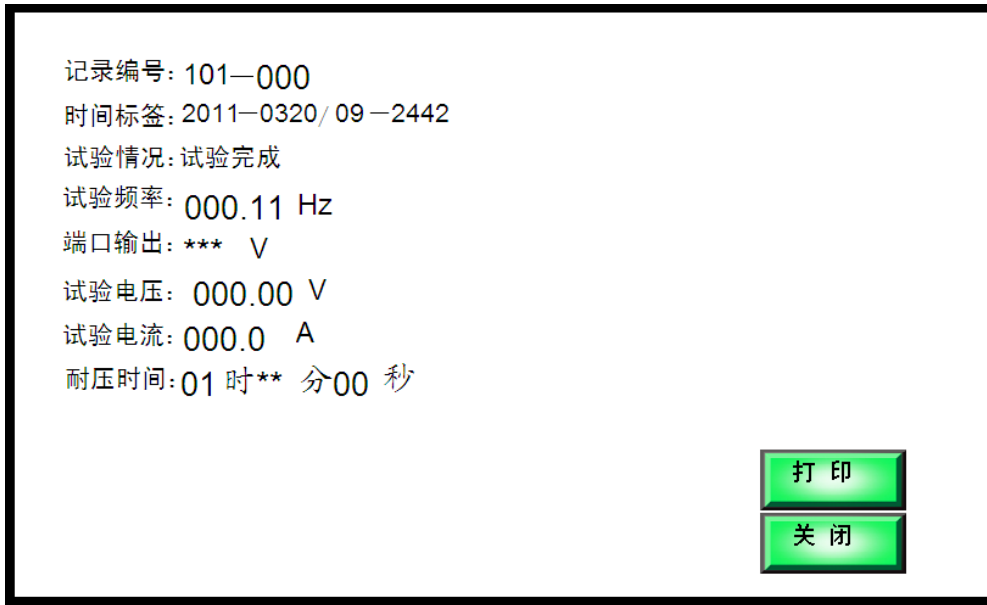 记录编号: 101—000
时间标签: 2011—0320/ 09 —2442
试验情况: 试验完成
试验频率: 000.11 Hz
端口输出: *** V
试验电压: 000.00 V
试验电流: 000.0 A
耐压时间: 01 时** 分00 秒
打 印
关 闭